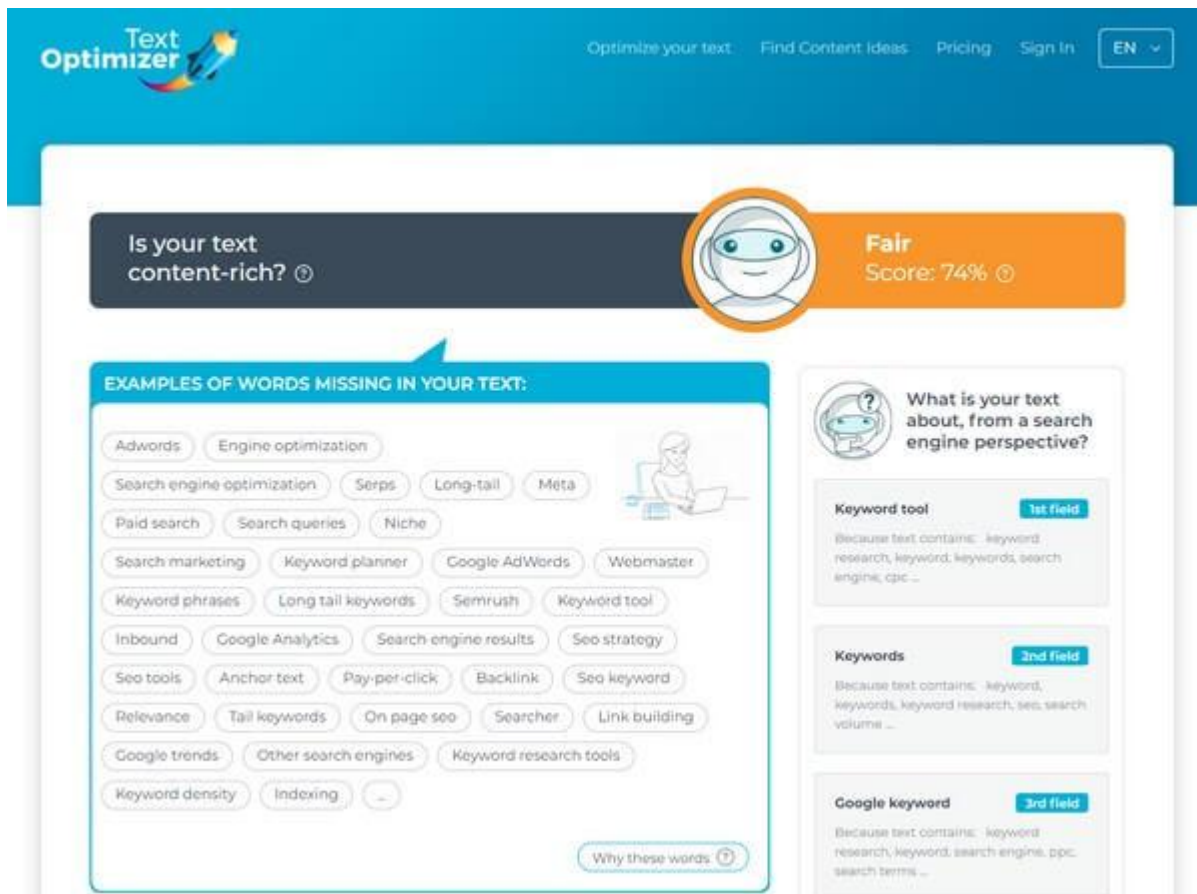 Text
Optimizer
Optimize your text Find Content Ideas Pricing Sign In EN
Is your text
content-rich? ?
Fair
Score: 74% ?
EXAMPLES OF WORDS MISSING IN YOUR TEXT:
Adwords Engine optimization
Search engine optimization Serps Long-tail Meta
Paid search Search queries Niche
Search marketing Keyword planner Google AdWords Webmaster
Keyword phrases Long tail keywords Semrush Keyword tool
Inbound Google Analytics Search engine results Seo strategy
Seo tools Anchor text Pay-per-click Backlink Seo keyword
Relevance Tail keywords On page seo Searcher Link building
Google trends Other search engines Keyword research tools
Keyword density Indexing ...
Why these words ?
?
What is your text
about, from a search
engine perspective?
Keyword tool 1st field
Because text contains: keyword
research, keyword, keywords, search
engine, cpc ...
Keywords 2nd field
Because text contains: keyword,
keywords, keyword research, seo, search
volume ...
Google keyword 3rd field
Because text contains: keyword
research, keyword, search engine, ppc,
search terms ...